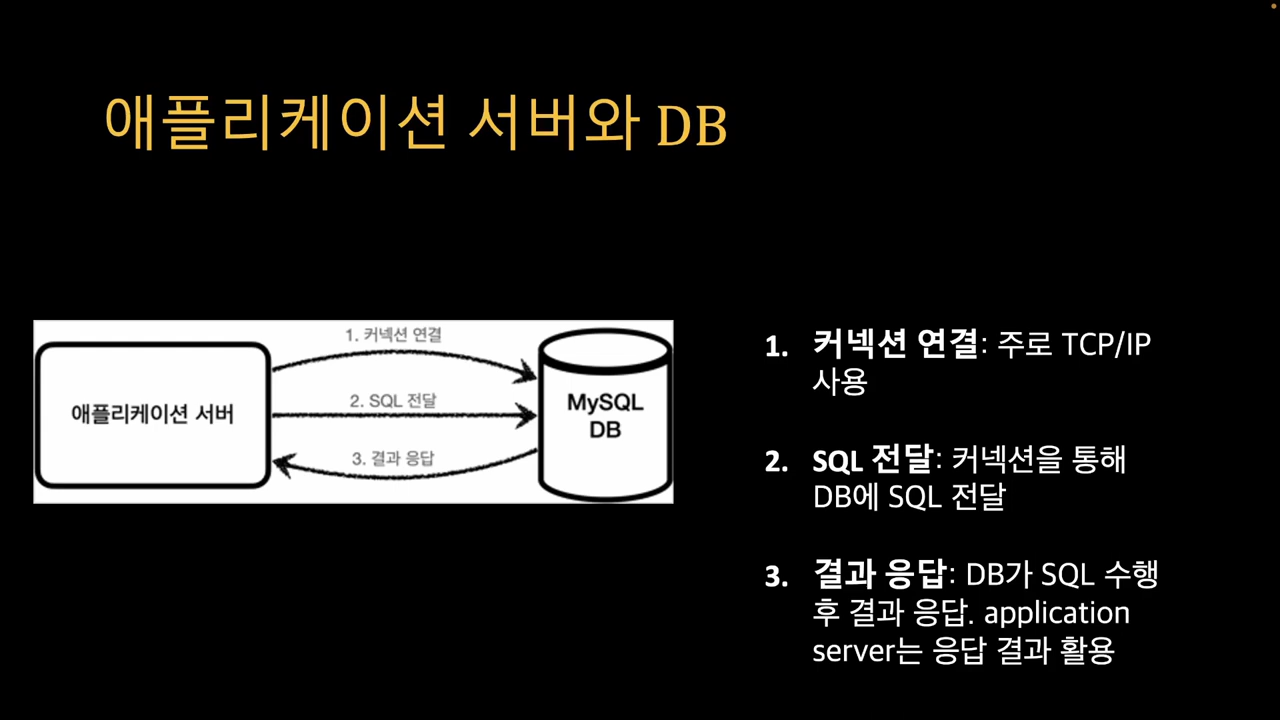 애플리케이션 서버와 DB
1. 커넥션 연결
애플리케이션 서버
2. SQL 전달
MySQL
DB
3. 결과 응답
1. 커넥션 연결: 주로 TCP/IP
사용
2. SQL 전달: 커넥션을 통해
DB에 SQL 전달
3. 결과 응답: DB가 SQL 수행
후 결과 응답. application
server는 응답 결과 활용